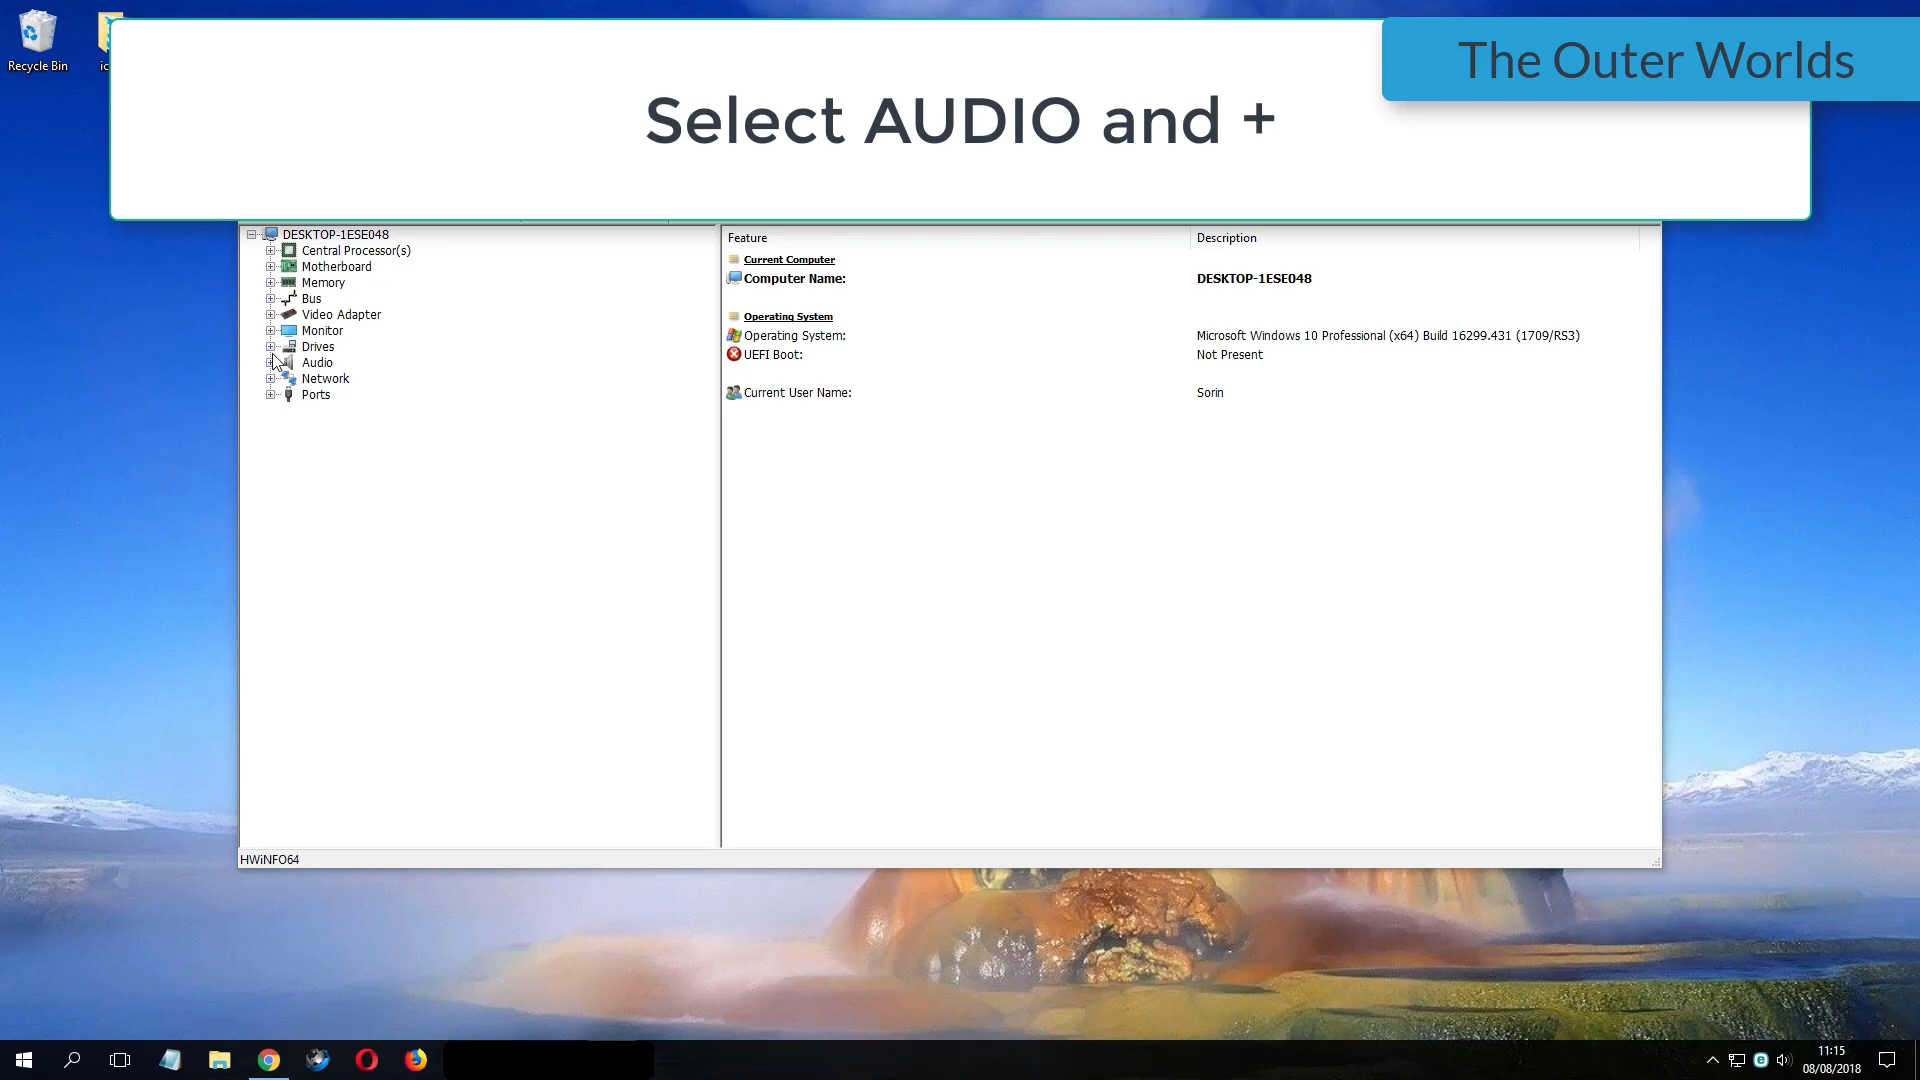 Recycle Bin
The Outer Worlds
Select AUDIO and +
DESKTOP-1ESE048
Central Processor(s)
Motherboard
Memory
Bus
Video Adapter
Monitor
Drives
Audio
Network
Ports
Feature
Description
Current Computer
Computer Name:
DESKTOP-1ESE048
Operating System
Operating System:
Microsoft Windows 10 Professional (x64) Build 16299.431 (1709/RS3)
UEFI Boot:
Not Present
Current User Name:
Sorin
HWiNFO64
11:15
08/08/2018